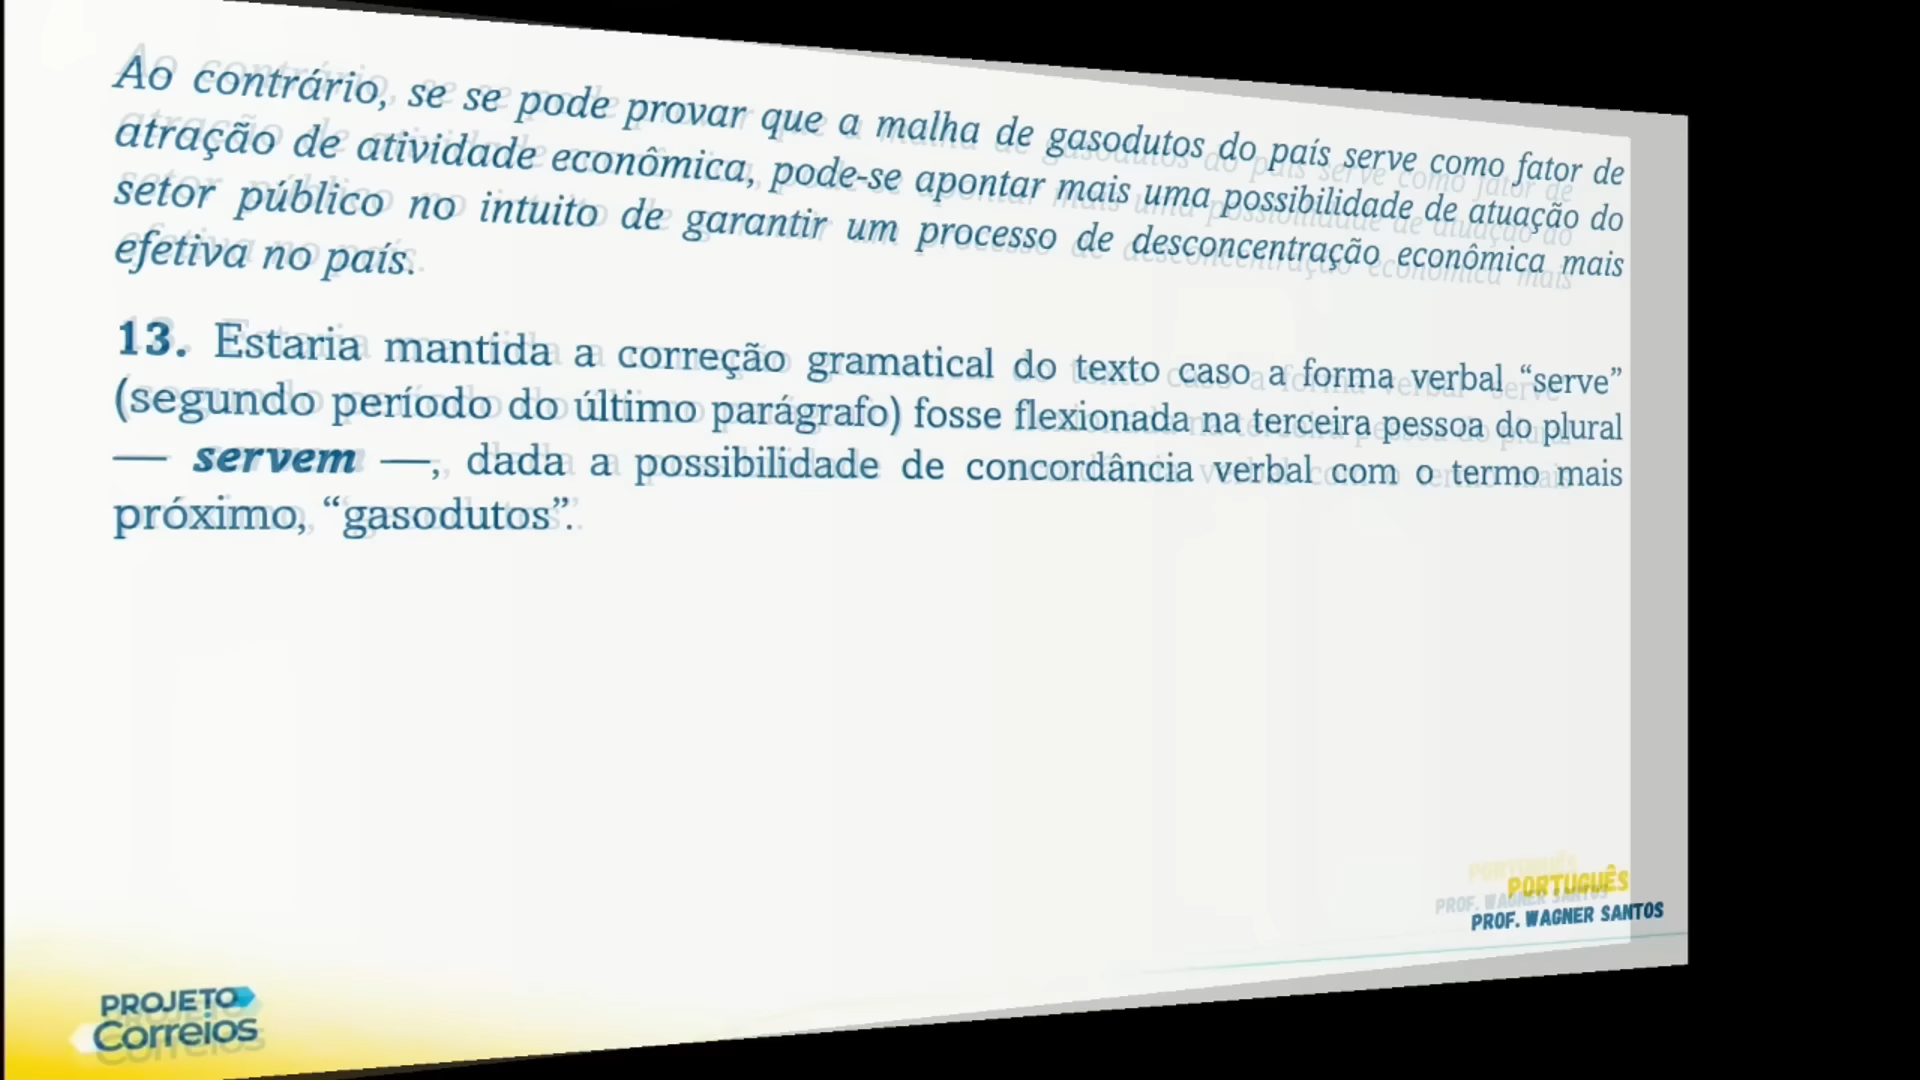 Ao contrário, se se pode provar que a malha de gasodutos do país serve como fator de
atração de atividade econômica, pode-se apontar mais uma possibilidade de atuação do
setor público no intuito de garantir um processo de desconcentração econômica mais
efetiva no país.
13. Estaria mantida a correção gramatical do texto caso a forma verbal “serve”
(segundo período do último parágrafo) fosse flexionada na terceira pessoa do plural
— servem —, dada a possibilidade de concordância verbal com o termo mais
próximo, “gasodutos”.
PORTUGUÊS
PROF. WAGNER SANTOS
PROJETO
Correios